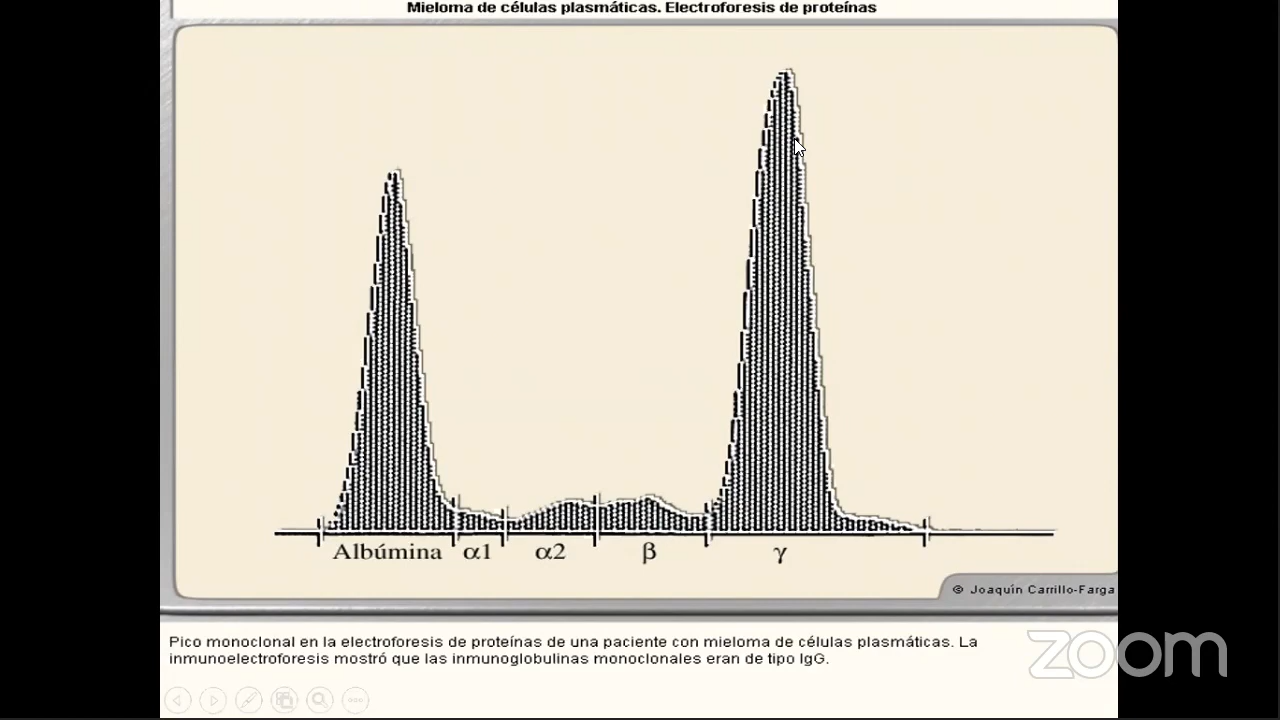 Mieloma de células plasmáticas. Electroforesis de proteínas
Albúmina α1 α2 β γ
© Joaquín Carrillo-Farga
Pico monoclonal en la electroforesis de proteínas de una paciente con mieloma de células plasmáticas. La
inmunoelectroforesis mostró que las inmunoglobulinas monoclonales eran de tipo IgG.
zoom